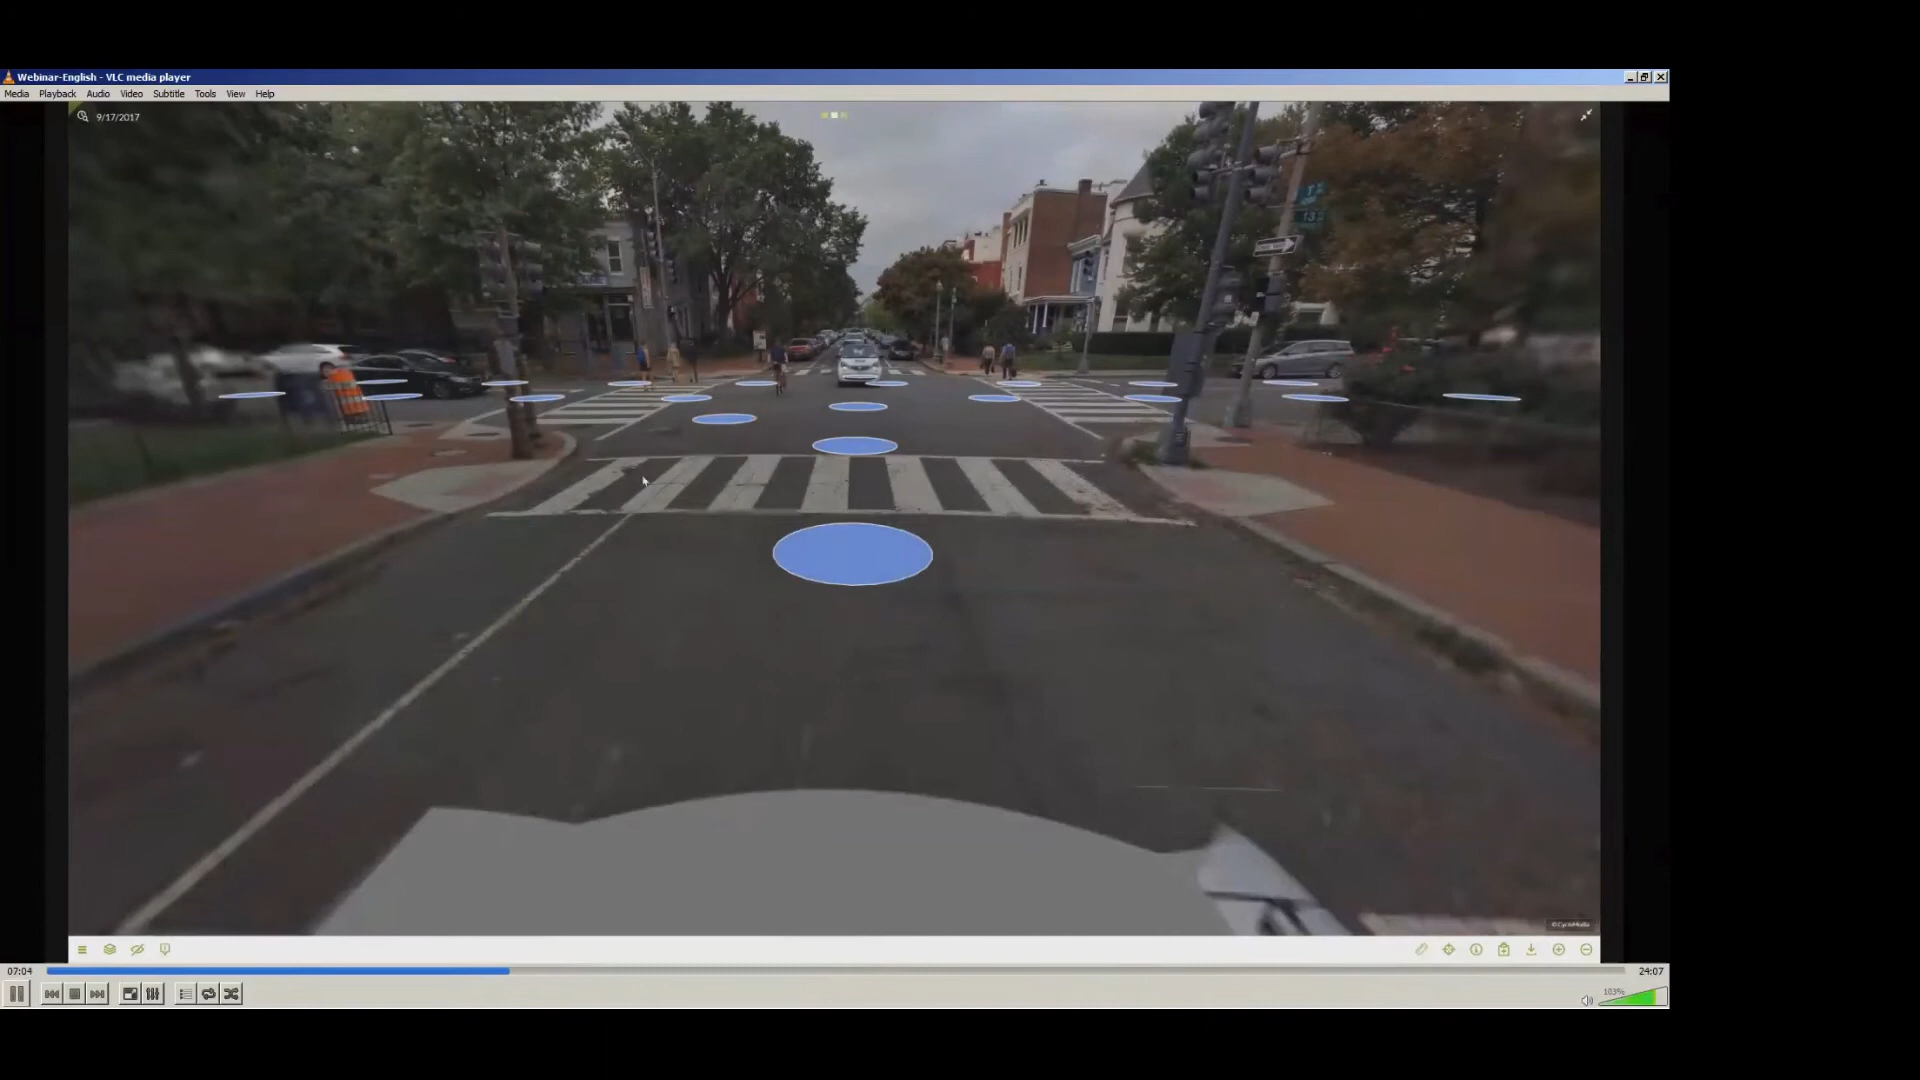 Webinar-English - VLC media player
Media Playback Audio Video Subtitle Tools View Help
9/17/2017
T
13
07:04
24:07
103%